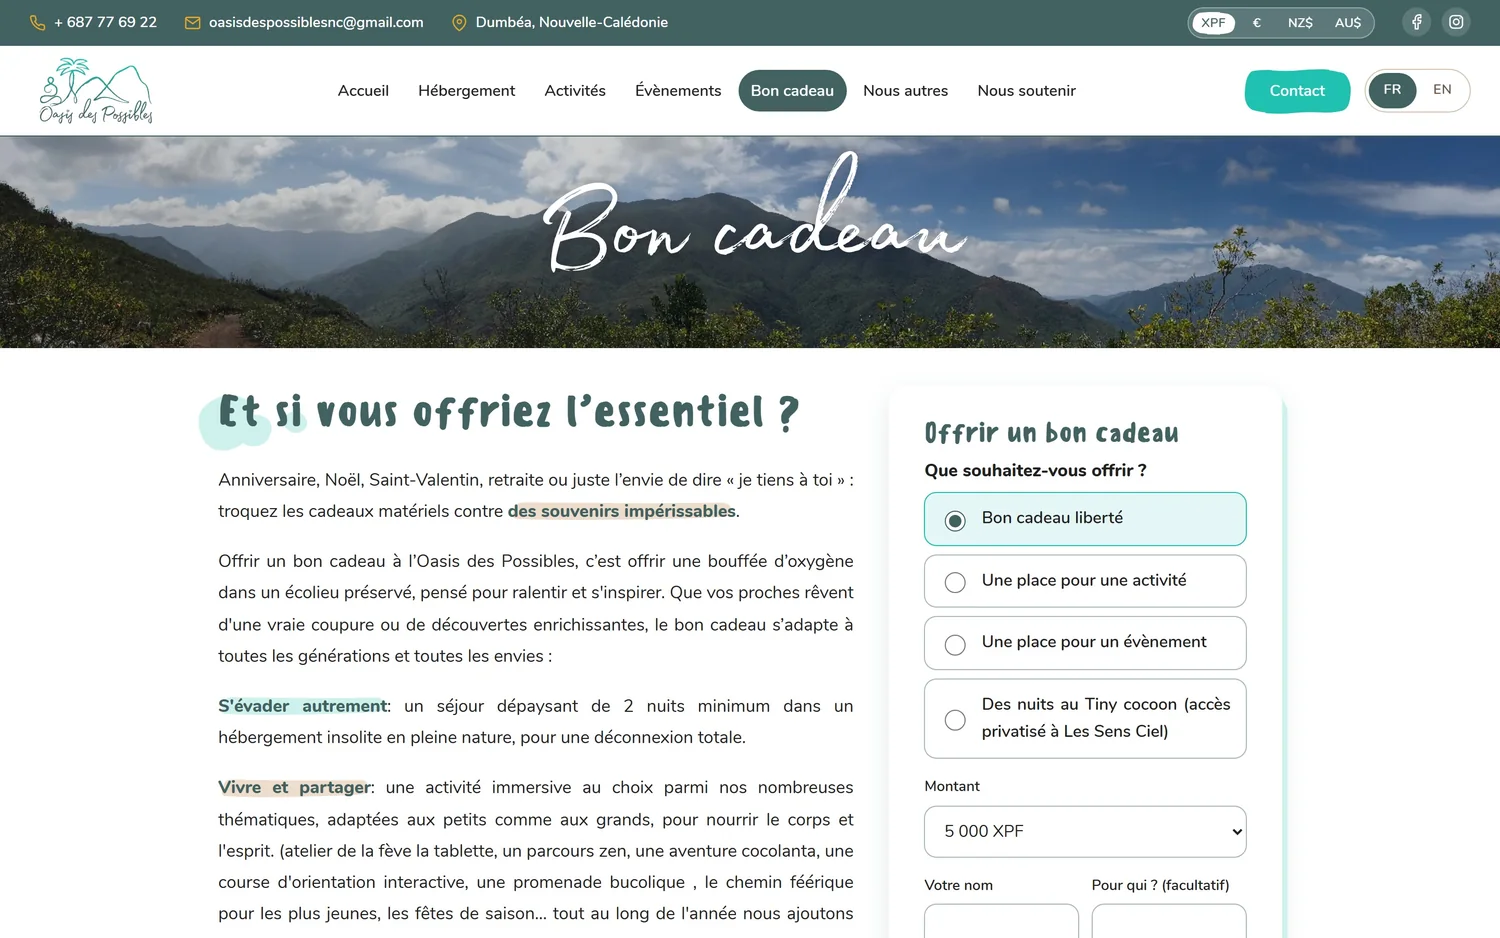 + 687 77 69 22
oasisdespossiblesnc@gmail.com
Dumbéa, Nouvelle-Calédonie
XPF € NZ$ AU$
Oasis des Possibles
Accueil
Hébergement
Activités
Évènements
Bon cadeau
Nous autres
Nous soutenir
Contact
FR EN
Bon cadeau
Et si vous offriez l’essentiel ?
Anniversaire, Noël, Saint-Valentin, retraite ou juste l’envie de dire « je tiens à toi » :
troquez les cadeaux matériels contre des souvenirs impérissables.
Offrir un bon cadeau à l’Oasis des Possibles, c’est offrir une bouffée d’oxygène
dans un écolieu préservé, pensé pour ralentir et s'inspirer. Que vos proches rêvent
d'une vraie coupure ou de découvertes enrichissantes, le bon cadeau s’adapte à
toutes les générations et toutes les envies :
S'évader autrement: un séjour dépaysant de 2 nuits minimum dans un
hébergement insolite en pleine nature, pour une déconnexion totale.
Vivre et partager: une activité immersive au choix parmi nos nombreuses
thématiques, adaptées aux petits comme aux grands, pour nourrir le corps et
l'esprit. (atelier de la fève la tablette, un parcours zen, une aventure cocolanta, une
course d'orientation interactive, une promenade bucolique , le chemin féérique
pour les plus jeunes, les fêtes de saison... tout au long de l'année nous ajoutons
Offrir un bon cadeau
Que souhaitez-vous offrir ?
Bon cadeau liberté
Une place pour une activité
Une place pour un évènement
Des nuits au Tiny cocoon (accès
privatisé à Les Sens Ciel)
Montant
5 000 XPF
Votre nom
Pour qui ? (facultatif)